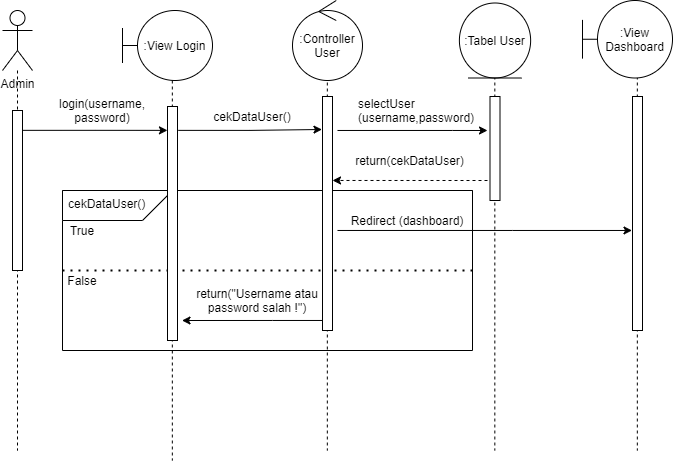 :View Login
:Controller
User
:Tabel User
:View
Dashboard
Admin
login(username,
password)
cekDataUser()
selectUser
(username,password)
return(cekDataUser)
cekDataUser()
True
Redirect (dashboard)
False
return("Username atau
password salah !")